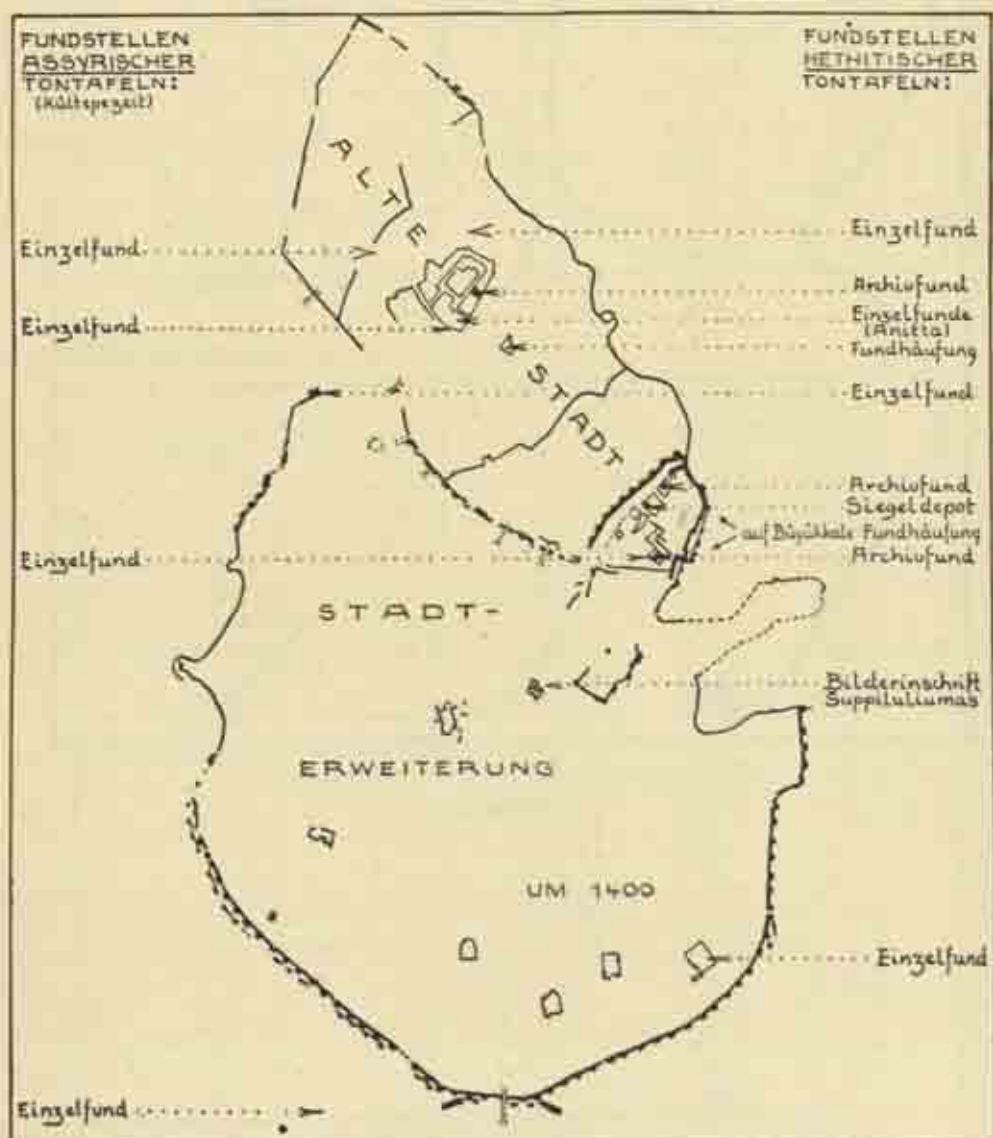 FUNDSTELLEN
ASSYRISCHER
TONTAFELN:
(Kültepezeit)
FUNDSTELLEN
HETHITISCHER
TONTAFELN:
ALTE
STADT
Einzelfund
Einzelfund
Einzelfund
Archivfund
Einzelfund
Einzelfunde
(Anitta)
Fundhäufung
Einzelfund
Archivfund
Siegeldepot
auf Büyükkale Fundhäufung
Einzelfund
Archivfund
STADT-
Bilderinschrift
Suppiluliumas
ERWEITERUNG
UM 1400
Einzelfund
Einzelfund